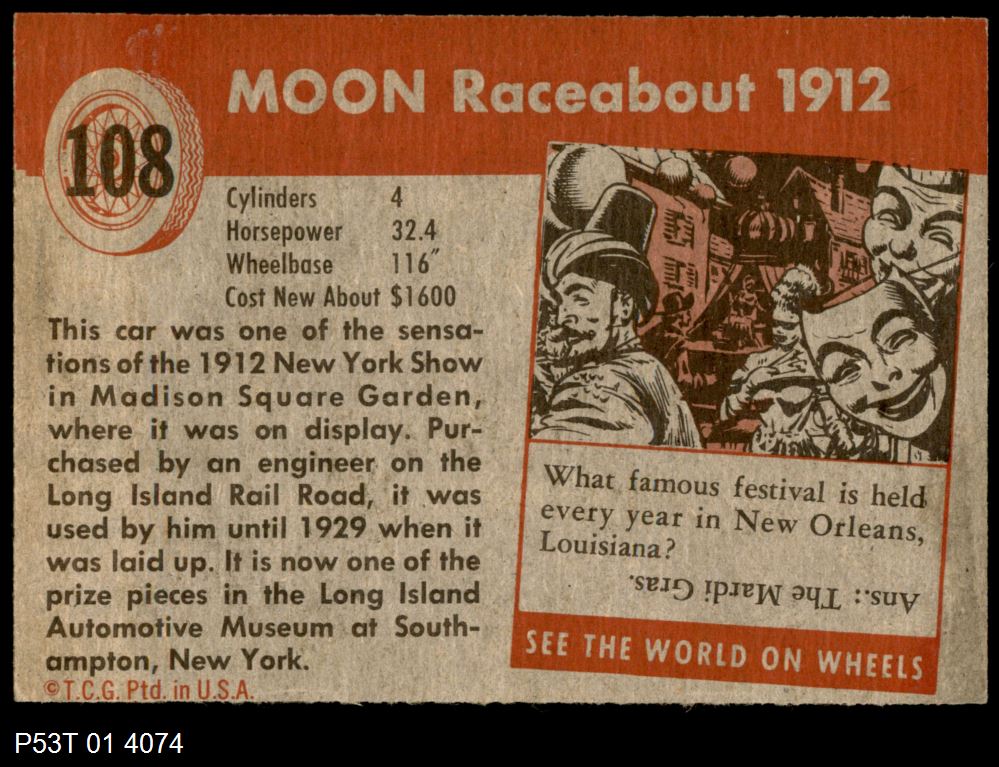 MOON Raceabout 1912
108
Cylinders 4
Horsepower 32.4
Wheelbase 116"
Cost New About $1600
This car was one of the sensa-
tions of the 1912 New York Show
in Madison Square Garden,
where it was on display. Pur-
chased by an engineer on the
Long Island Rail Road, it was
used by him until 1929 when it
was laid up. It is now one of the
prize pieces in the Long Island
Automotive Museum at South-
ampton, New York.
© T.C.G. Ptd. in U.S.A.
What famous festival is held
every year in New Orleans,
Louisiana?
Ans.: The Mardi Gras.
SEE THE WORLD ON WHEELS
P53T 01 4074